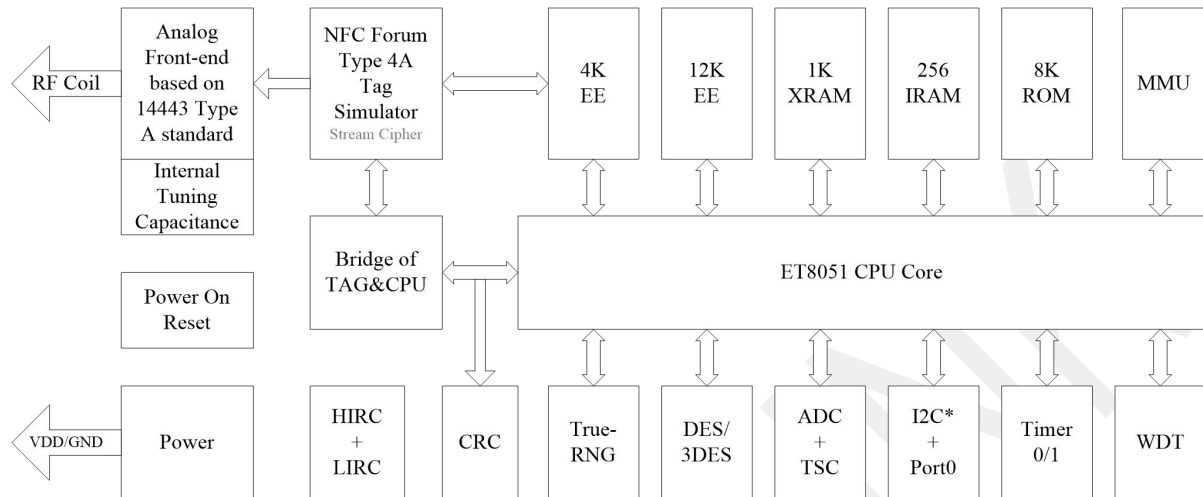 RF Coil
Analog
Front-end
based on
14443 Type
A standard
Internal
Tuning
Capacitance
NFC Forum
Type 4A
Tag
Simulator
Stream Cipher
4K
EE
12K
EE
1K
XRAM
256
IRAM
8K
ROM
MMU
Bridge of
TAG&CPU
ET8051 CPU Core
Power On
Reset
VDD/GND
Power
HIRC
+
LIRC
CRC
True-
RNG
DES/
3DES
ADC
+
TSC
I2C*
+
Port0
Timer
0/1
WDT